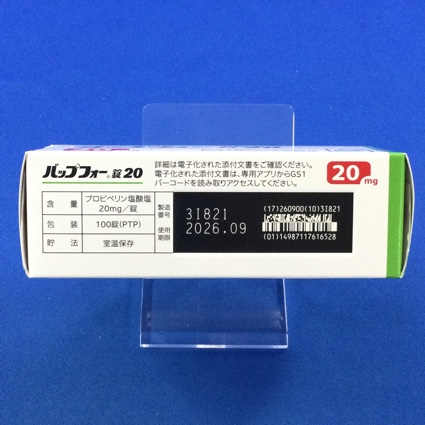 バップフォー®錠20
詳細は電子化された添付文書をご確認ください。
電子化された添付文書は、専用アプリからGS1
バーコードを読み取りアクセスしてください。
20mg
含 量 プロピベリン塩酸塩
20mg/錠
包 装 100錠(PTP)
貯 法 室温保存
製造
番号 3I821
使用
期限 2026.09
(17)260900(10)3I821
(01)14987117616528